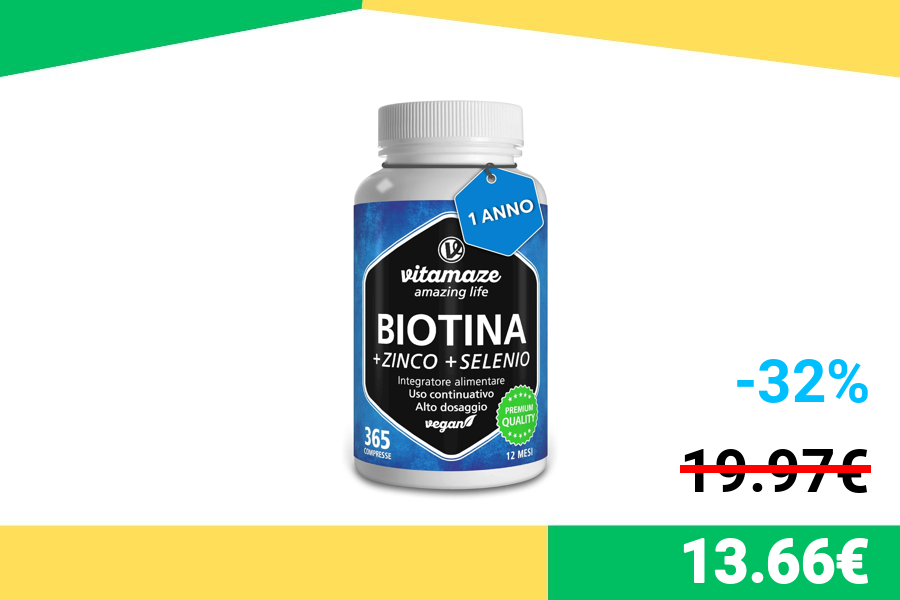 1 ANNO
vitamaze
amazing life
BIOTINA
+ZINCO +SELENIO
Integratore alimentare
Uso continuativo
Alto dosaggio
vegan
PREMIUM
QUALITY
365
COMPRESSE
12 MESI
-32%
19.97€
13.66€